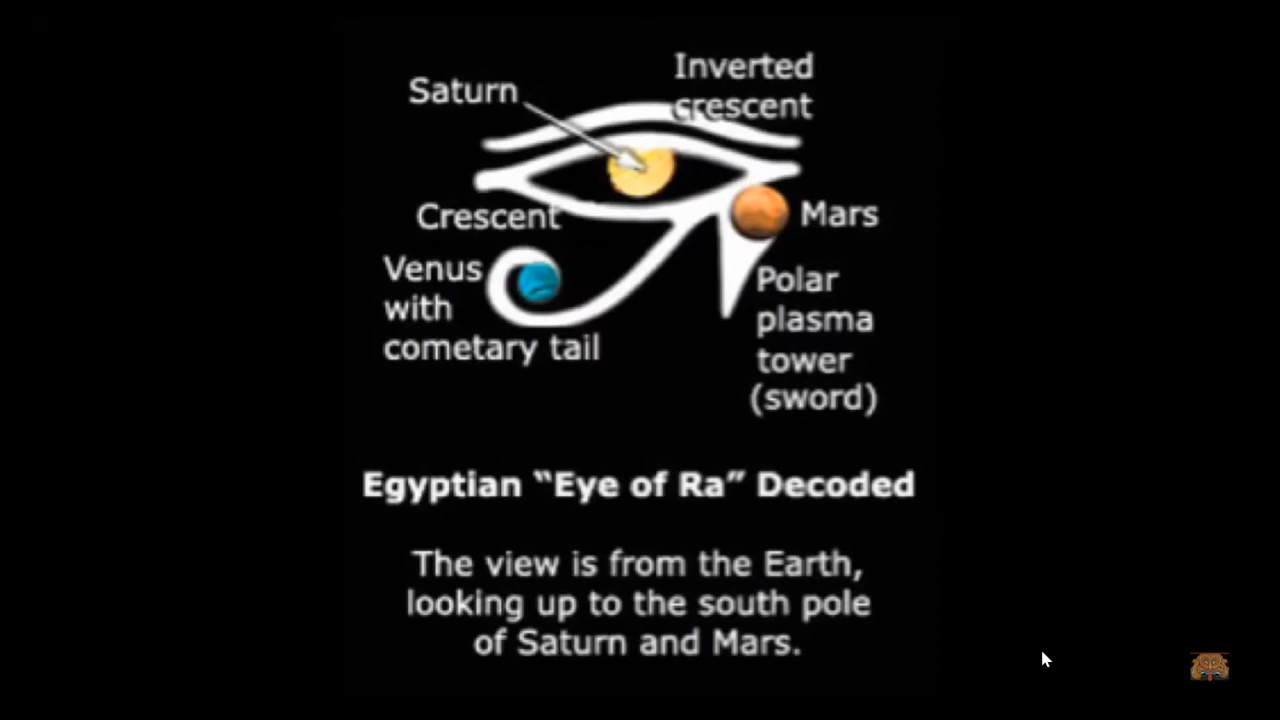 Saturn
Inverted
crescent
Crescent
Mars
Venus
with
cometary tail
Polar
plasma
tower
(sword)
Egyptian “Eye of Ra” Decoded
The view is from the Earth,
looking up to the south pole
of Saturn and Mars.